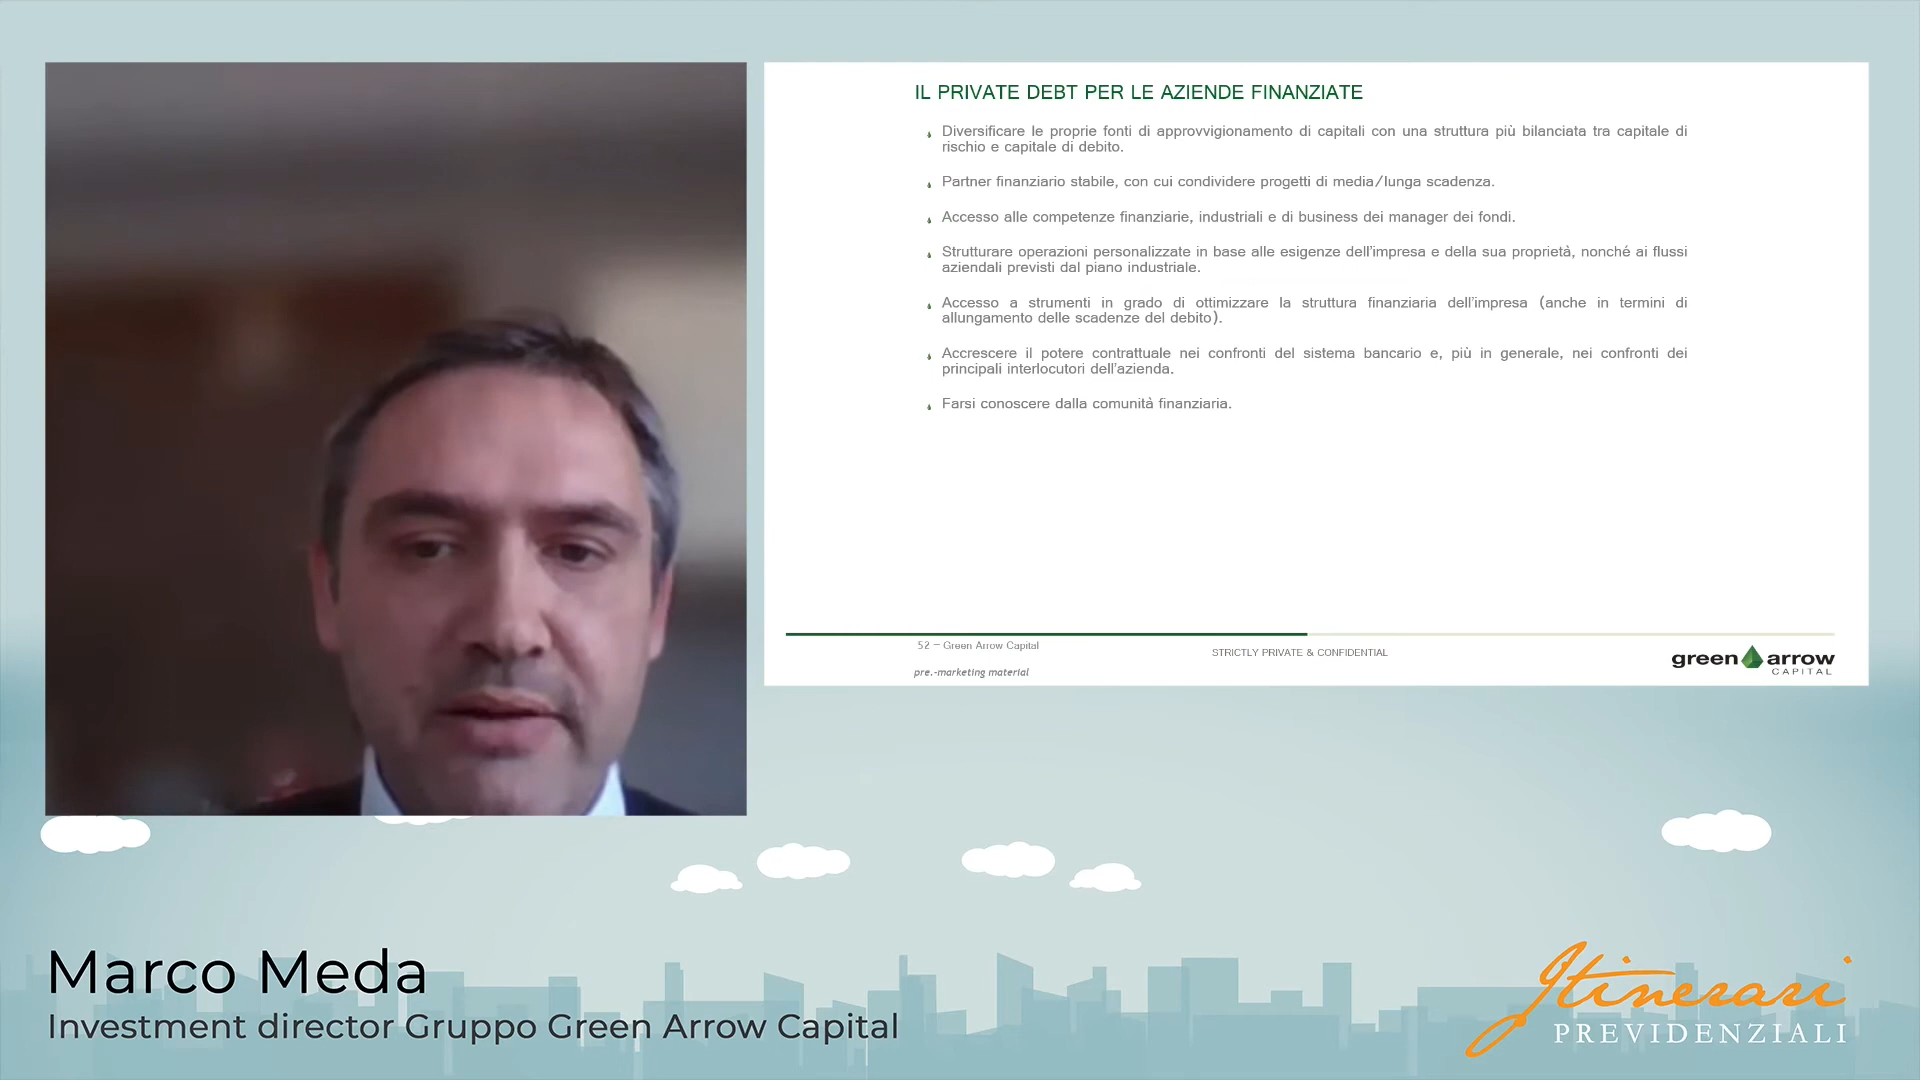 IL PRIVATE DEBT PER LE AZIENDE FINANZIATE
Diversificare le proprie fonti di approvvigionamento di capitali con una struttura più bilanciata tra capitale di
rischio e capitale di debito.
Partner finanziario stabile, con cui condividere progetti di media/lunga scadenza.
Accesso alle competenze finanziarie, industriali e di business dei manager dei fondi.
Strutturare operazioni personalizzate in base alle esigenze dell'impresa e della sua proprietà, nonché ai flussi
aziendali previsti dal piano industriale.
Accesso a strumenti in grado di ottimizzare la struttura finanziaria dell'impresa (anche in termini di
allungamento delle scadenze del debito).
Accrescere il potere contrattuale nei confronti del sistema bancario e, più in generale, nei confronti dei
principali interlocutori dell'azienda.
Farsi conoscere dalla comunità finanziaria.
52 – Green Arrow Capital
STRICTLY PRIVATE & CONFIDENTIAL
pre.-marketing material
green arrow
CAPITAL
Marco Meda
Investment director Gruppo Green Arrow Capital
Itinerari
PREVIDENZIALI